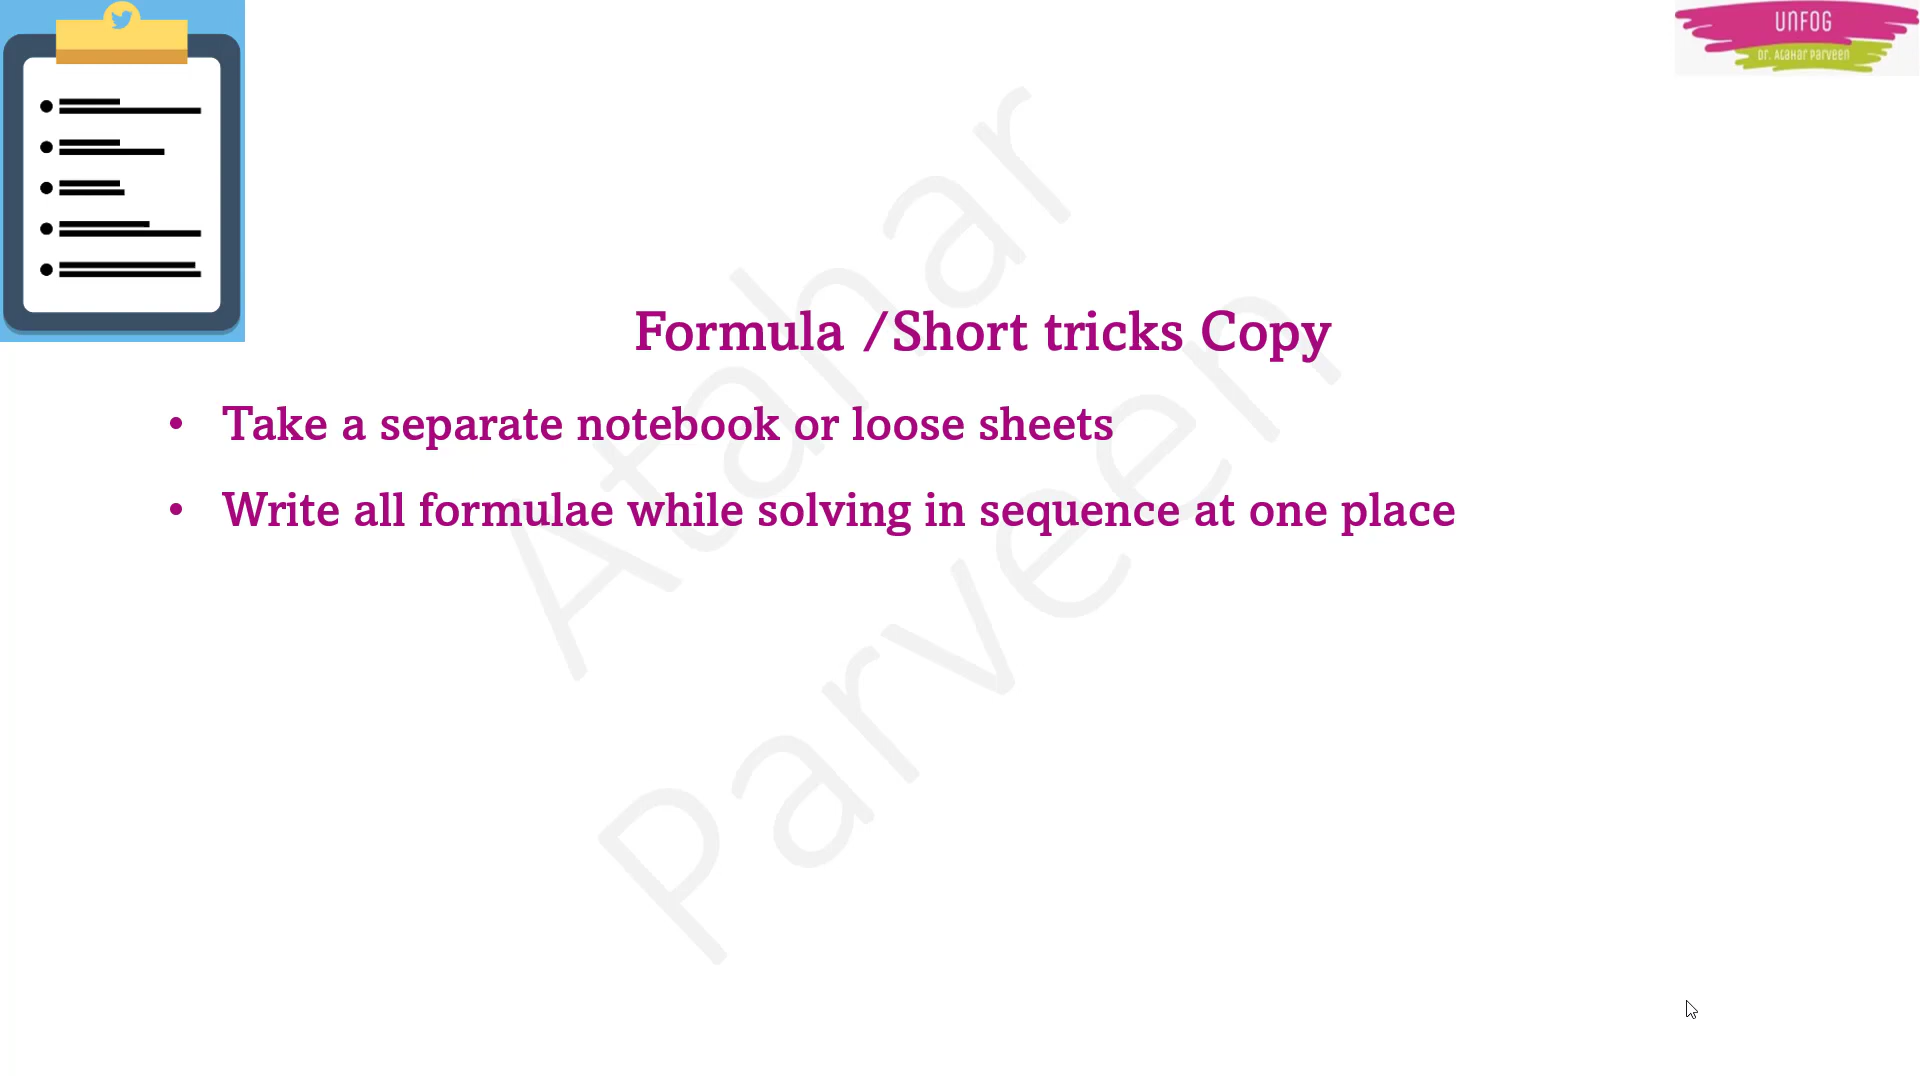 UNFOG
Dr. Atahar Parveen
Formula /Short tricks Copy
• Take a separate notebook or loose sheets
• Write all formulae while solving in sequence at one place
Atahar
Parveen